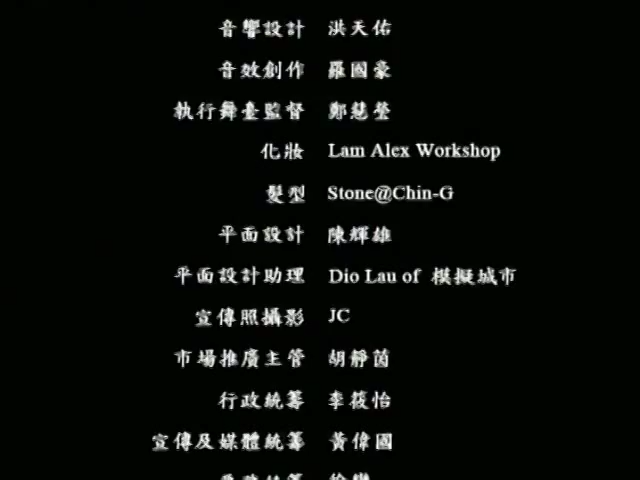 音響設計 洪天佑
音效創作 羅國豪
執行舞臺監督 鄭慧瑩
化妝 Lam Alex Workshop
髮型 Stone@Chin-G
平面設計 陳輝雄
平面設計助理 Dio Lau of 模擬城市
宣傳照攝影 JC
市場推廣主管 胡靜茵
行政統籌 李筱怡
宣傳及媒體統籌 黃偉國